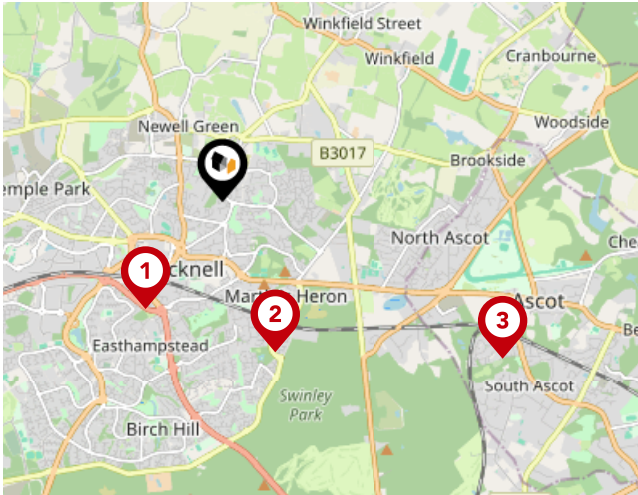 Winkfield Street
Winkfield
Cranbourne
Newell Green
Woodside
B3017
Brookside
emple Park
North Ascot
Che
1
cknell
Mar
Heron
2
3
Ascot
Be
Easthampstead
South Ascot
Swinley
Park
Birch Hill